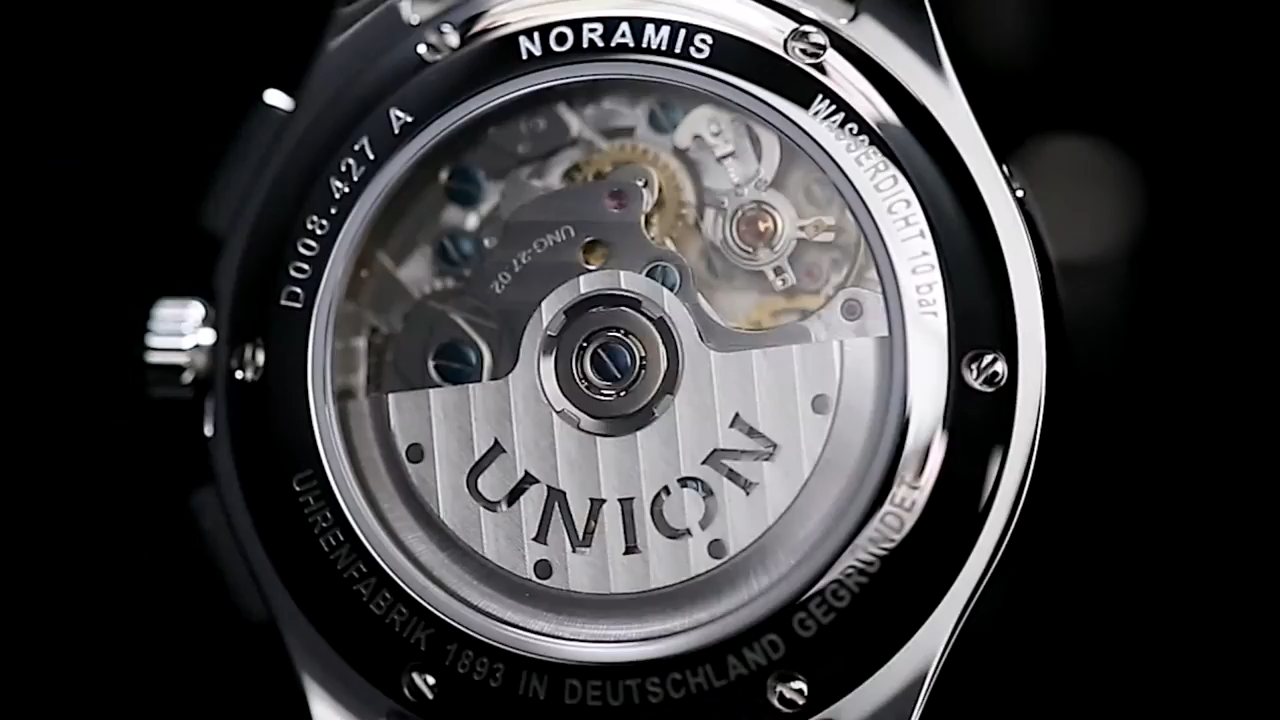 NORAMIS
WASSERDICHT 10 bar
D008.427 A
UNG-27.02
UNION
UHRENFABRIK 1893 IN DEUTSCHLAND GEGRÜNDET